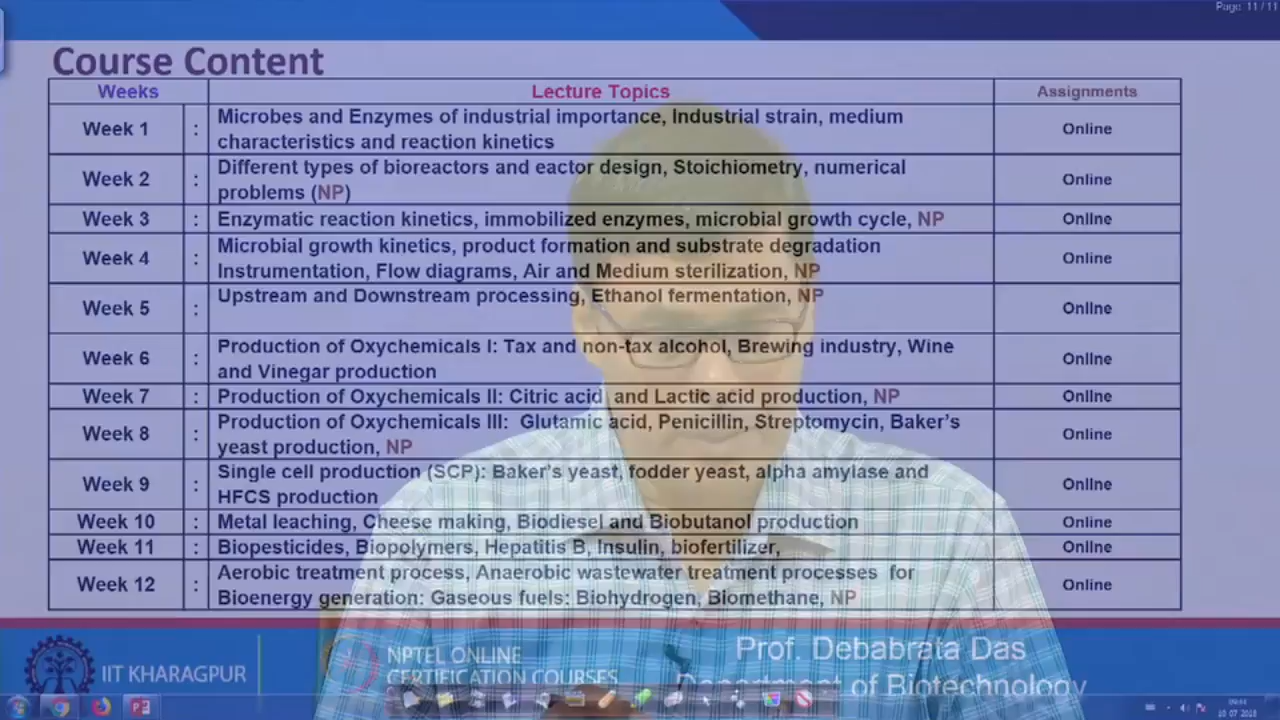 Page: 11 / 11
Course Content
Weeks Lecture Topics Assignments
Week 1 : Microbes and Enzymes of industrial importance, Industrial strain, medium
characteristics and reaction kinetics
Online
Week 2 : Different types of bioreactors and eactor design, Stoichiometry, numerical
problems (NP)
Online
Week 3 : Enzymatic reaction kinetics, immobilized enzymes, microbial growth cycle, NP Online
Week 4 : Microbial growth kinetics, product formation and substrate degradation
Instrumentation, Flow diagrams, Air and Medium sterilization, NP
Online
Week 5 : Upstream and Downstream processing, Ethanol fermentation, NP Online
Week 6 : Production of Oxychemicals I: Tax and non-tax alcohol, Brewing industry, Wine
and Vinegar production
Online
Week 7 : Production of Oxychemicals II: Citric acid and Lactic acid production, NP Online
Week 8 : Production of Oxychemicals III: Glutamic acid, Penicillin, Streptomycin, Baker's
yeast production, NP
Online
Week 9 : Single cell production (SCP): Baker's yeast, fodder yeast, alpha amylase and
HFCS production
Online
Week 10 : Metal leaching, Cheese making, Biodiesel and Biobutanol production Online
Week 11 : Biopesticides, Biopolymers, Hepatitis B, Insulin, biofertilizer, Online
Week 12 : Aerobic treatment process, Anaerobic wastewater treatment processes for
Bioenergy generation: Gaseous fuels: Biohydrogen, Biomethane, NP
Online
IIT KHARAGPUR
NPTEL ONLINE
CERTIFICATION COURSES
Prof. Debabrata Das
Department of Biotechnology
10-07-2018